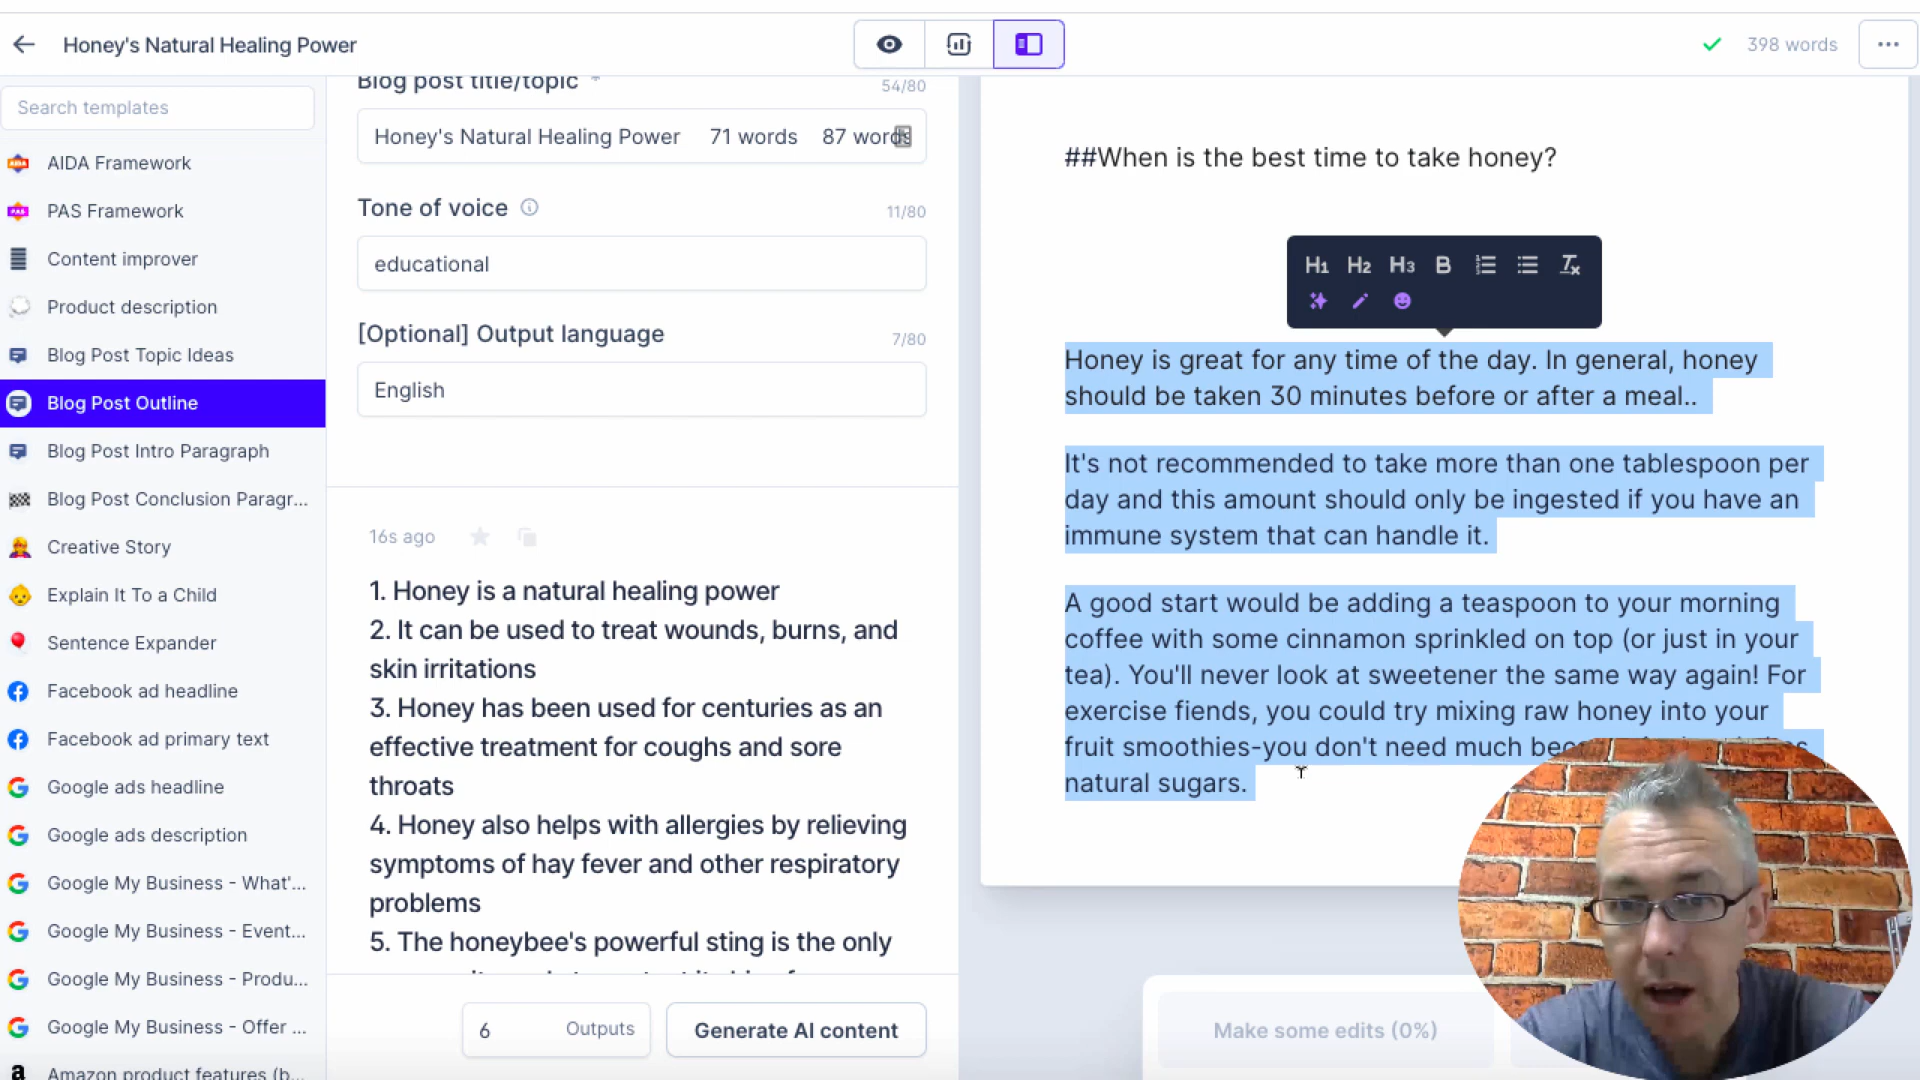 Honey's Natural Healing Power
398 words
Search templates
AIDA Framework
PAS Framework
Content improver
Product description
Blog Post Topic Ideas
Blog Post Outline
Blog Post Intro Paragraph
Blog Post Conclusion Paragr...
Creative Story
Explain It To a Child
Sentence Expander
Facebook ad headline
Facebook ad primary text
Google ads headline
Google ads description
Google My Business - What'...
Google My Business - Event...
Google My Business - Produ...
Google My Business - Offer ...
Amazon product features (b...
Blog post title/topic *
54/80
Honey's Natural Healing Power 71 words 87 words
Tone of voice
11/80
educational
[Optional] Output language
7/80
English
16s ago
1. Honey is a natural healing power
2. It can be used to treat wounds, burns, and
skin irritations
3. Honey has been used for centuries as an
effective treatment for coughs and sore
throats
4. Honey also helps with allergies by relieving
symptoms of hay fever and other respiratory
problems
5. The honeybee's powerful sting is the only
6 Outputs
Generate AI content
##When is the best time to take honey?
H1 H2 H3 B
Honey is great for any time of the day. In general, honey
should be taken 30 minutes before or after a meal..
It's not recommended to take more than one tablespoon per
day and this amount should only be ingested if you have an
immune system that can handle it.
A good start would be adding a teaspoon to your morning
coffee with some cinnamon sprinkled on top (or just in your
tea). You'll never look at sweetener the same way again! For
exercise fiends, you could try mixing raw honey into your
fruit smoothies-you don't need much
natural sugars.
Make some edits (0%)